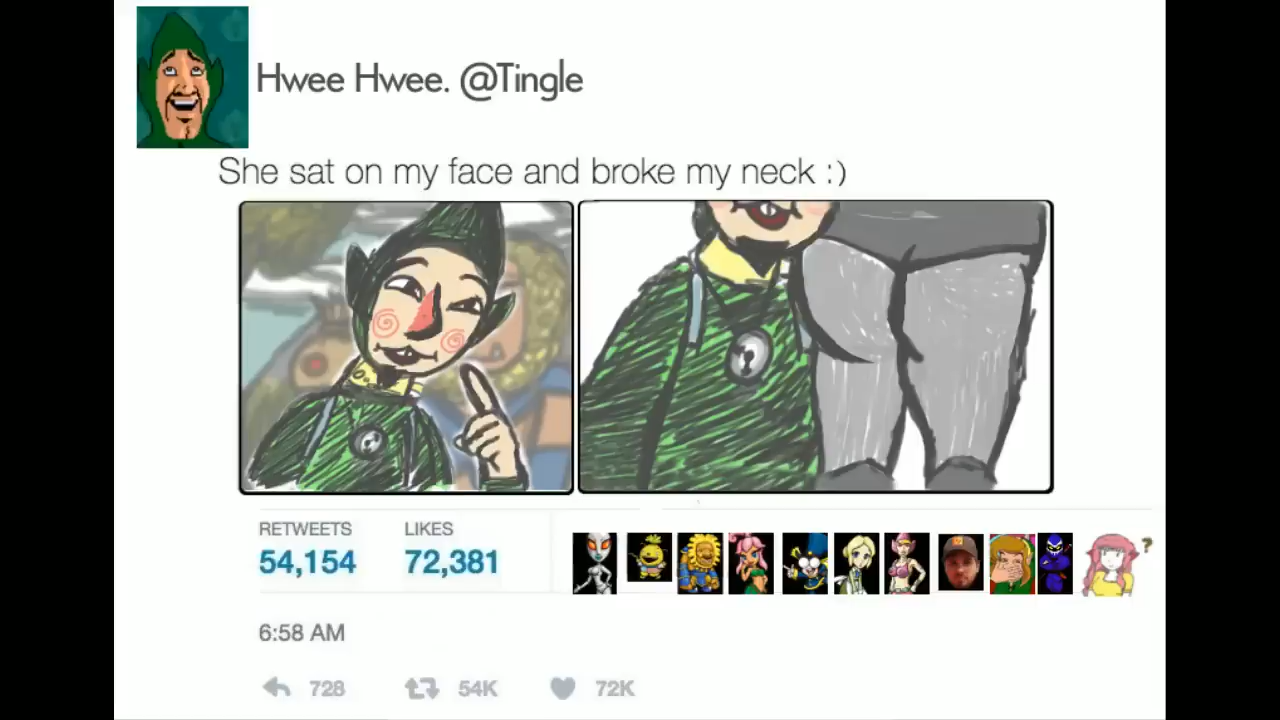 Hwee Hwee. @Tingle
She sat on my face and broke my neck :)
RETWEETS LIKES
54,154 72,381
?
6:58 AM
728 54K 72K